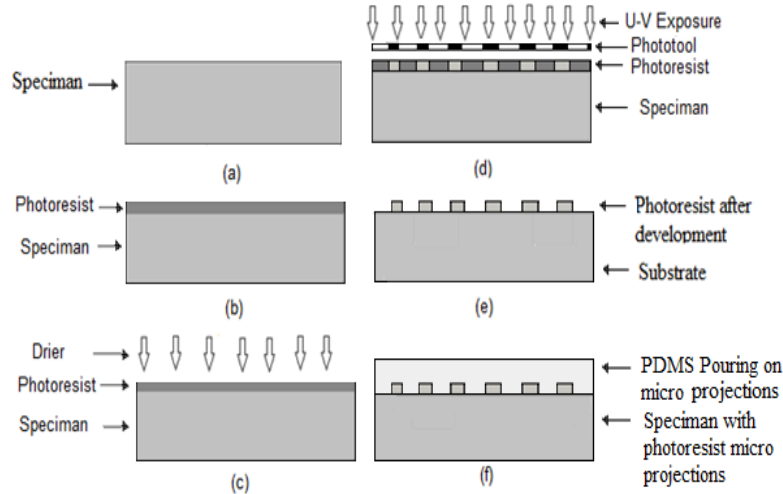 Speciman
(a)
Photoresist
Speciman
(b)
Drier
Photoresist
Speciman
(c)
U-V Exposure
Phototool
Photoresist
Speciman
(d)
Photoresist after
development
Substrate
(e)
PDMS Pouring on
micro projections
Speciman with
photoresist micro
projections
(f)